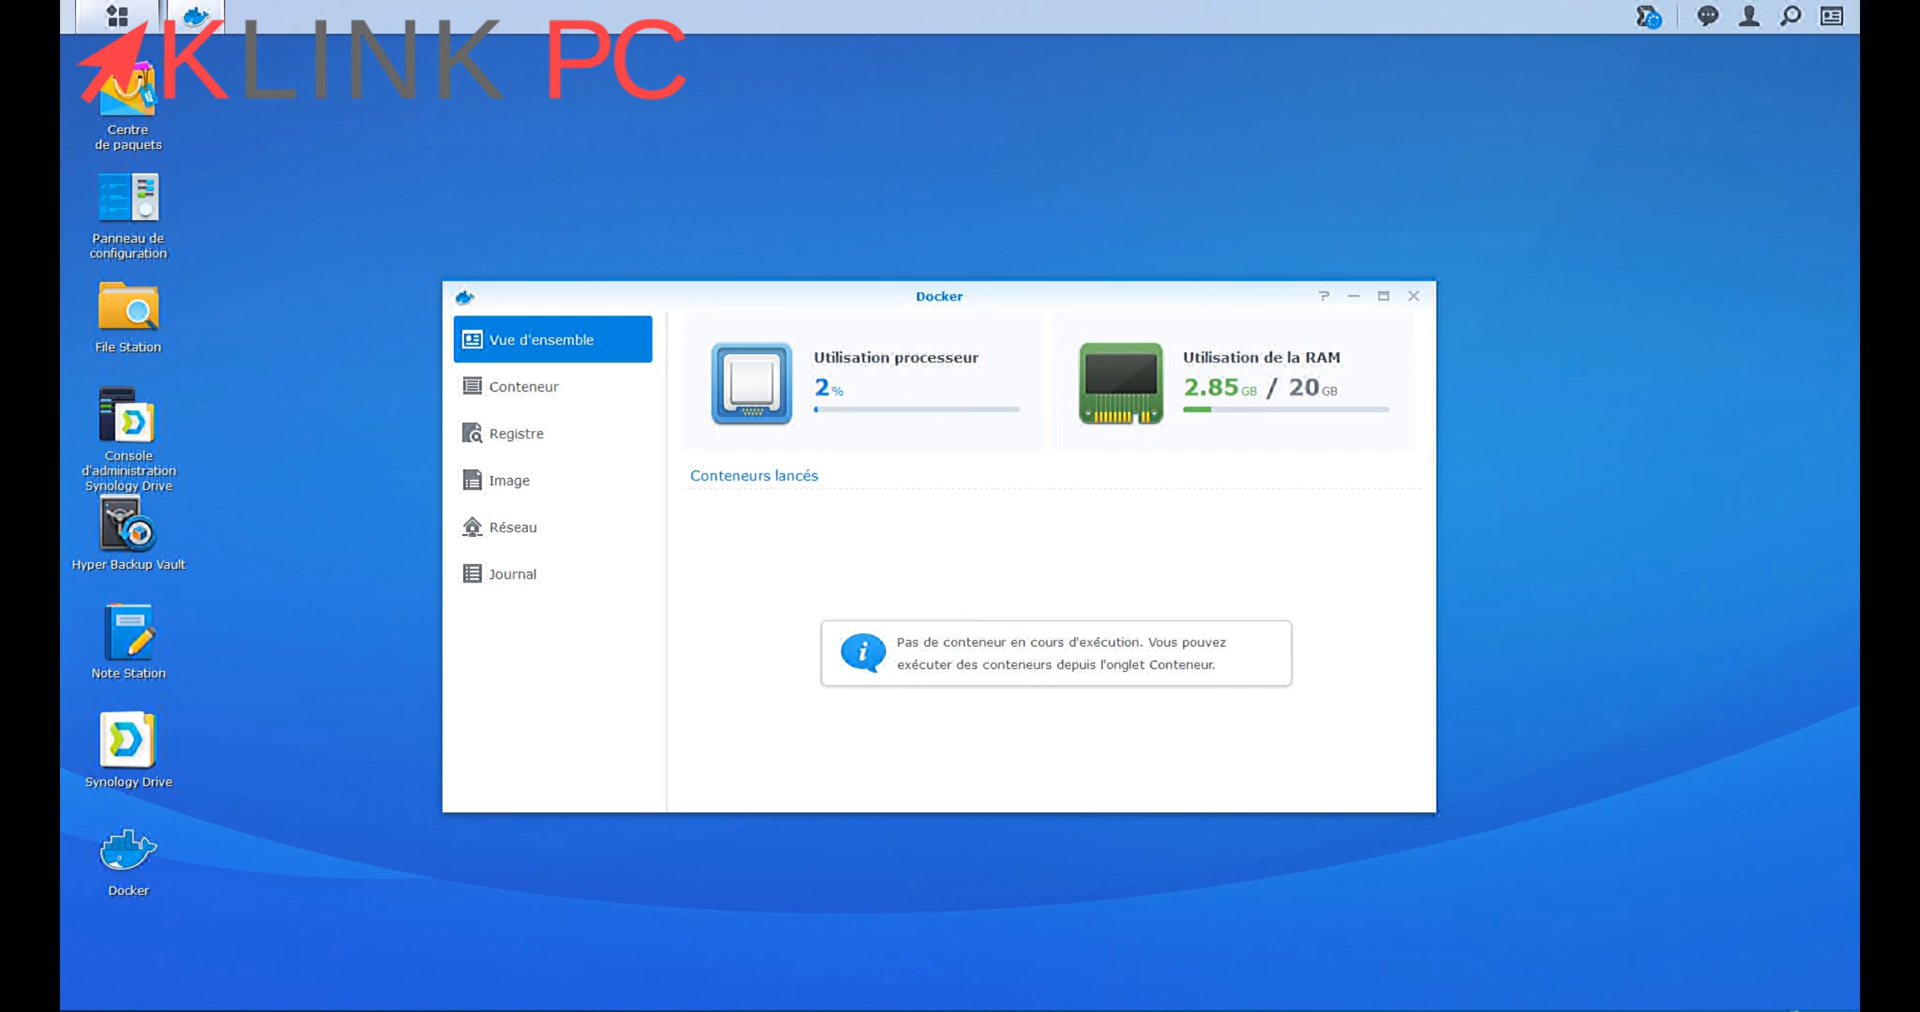 KLINK PC
Centre
de paquets
Panneau de
configuration
File Station
Console
d'administration
Synology Drive
Hyper Backup Vault
Note Station
Synology Drive
Docker
Docker
Vue d'ensemble
Conteneur
Registre
Image
Réseau
Journal
Utilisation processeur
2%
Utilisation de la RAM
2.85 GB / 20 GB
Conteneurs lancés
Pas de conteneur en cours d'exécution. Vous pouvez
exécuter des conteneurs depuis l'onglet Conteneur.